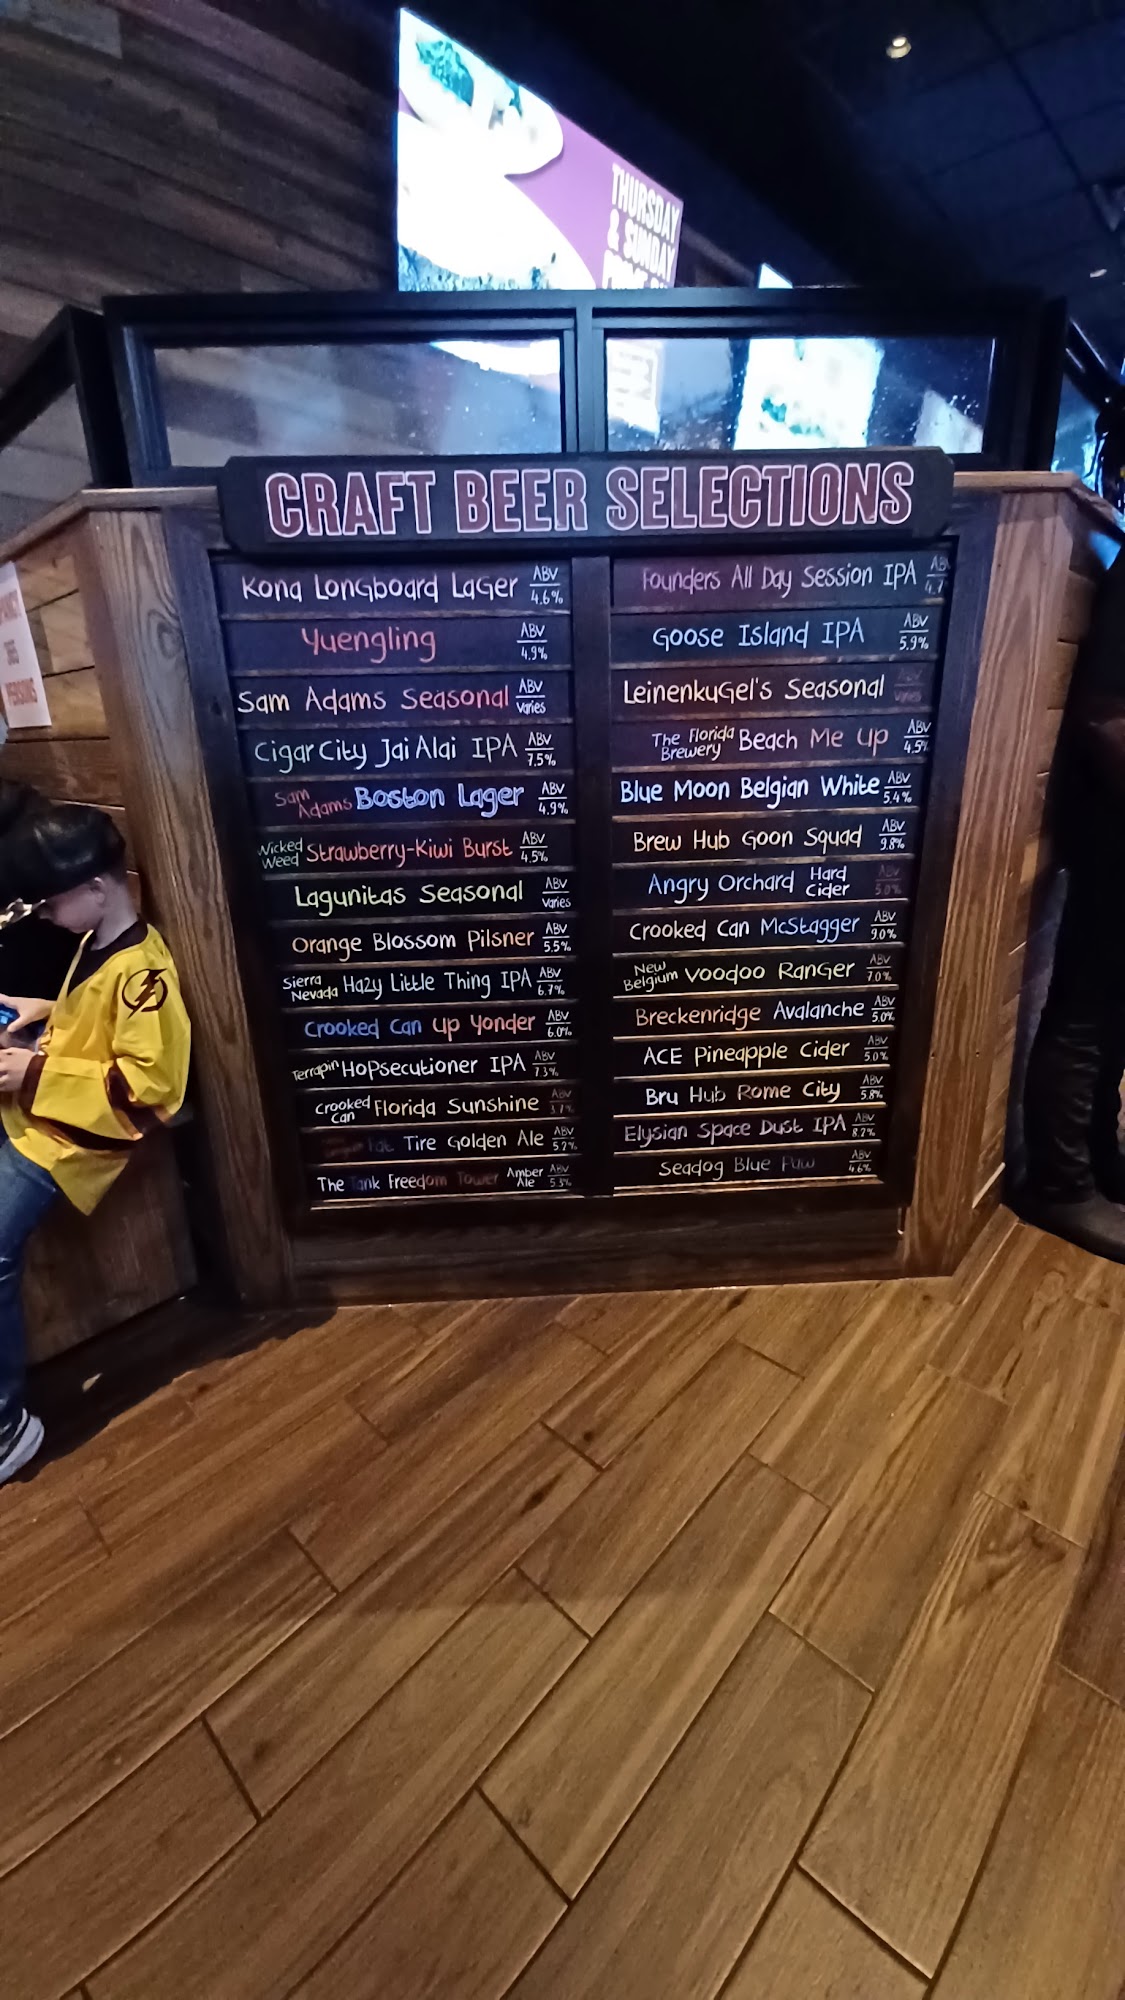 THURSDAY
& SUNDAY
CRAFT BEER SELECTIONS
Kona Longboard Lager ABV 4.6%
Yuengling ABV 4.9%
Sam Adams Seasonal ABV varies
Cigar City Jai Alai IPA ABV 7.5%
Sam Adams Boston Lager ABV 4.9%
Wicked Weed Strawberry-Kiwi Burst ABV 4.5%
Lagunitas Seasonal ABV varies
Orange Blossom Pilsner ABV 5.5%
Sierra Nevada Hazy Little Thing IPA ABV 6.7%
Crooked Can Up Yonder ABV 6.0%
Terrapin Hopsecutioner IPA ABV 7.3%
Crooked Can Florida Sunshine ABV 3.7%
Fat Tire Golden Ale ABV 5.2%
The Tank Freedom Tower Amber Ale ABV 5.3%
Founders All Day Session IPA 4.7
Goose Island IPA ABV 5.9%
Leinenkugel's Seasonal ABV varies
The Florida Brewery Beach Me Up ABV 4.5%
Blue Moon Belgian White ABV 5.4%
Brew Hub Goon Squad ABV 9.8%
Angry Orchard Hard Cider ABV 5.0%
Crooked Can McStagger ABV 9.0%
New Belgium Voodoo Ranger ABV 7.0%
Breckenridge Avalanche ABV 5.0%
ACE Pineapple Cider ABV 5.0%
Bru Hub Rome City ABV 5.8%
Elysian Space Dust IPA ABV 8.2%
Seadog Blue Paw ABV 4.6%